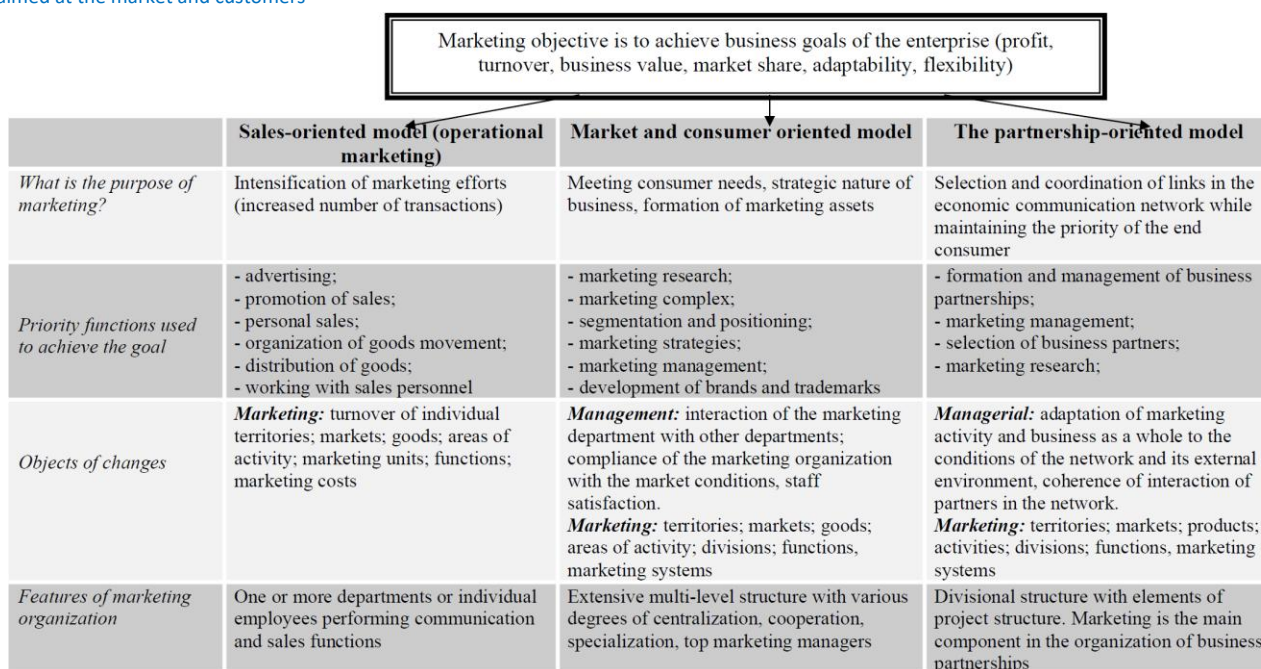 aimed at the market and customers
Marketing objective is to achieve business goals of the enterprise (profit,
turnover, business value, market share, adaptability, flexibility)
Sales-oriented model (operational
marketing)
Market and consumer oriented model
The partnership-oriented model
What is the purpose of
marketing?
Intensification of marketing efforts
(increased number of transactions)
Meeting consumer needs, strategic nature of
business, formation of marketing assets
Selection and coordination of links in the
economic communication network while
maintaining the priority of the end
consumer
Priority functions used
to achieve the goal
- advertising;
- promotion of sales;
- personal sales;
- organization of goods movement;
- distribution of goods;
- working with sales personnel
- marketing research;
- marketing complex;
- segmentation and positioning;
- marketing strategies;
- marketing management;
- development of brands and trademarks
- formation and management of business
partnerships;
- marketing management;
- selection of business partners;
- marketing research;
Objects of changes
Marketing: turnover of individual
territories; markets; goods; areas of
activity; marketing units; functions;
marketing costs
Management: interaction of the marketing
department with other departments;
compliance of the marketing organization
with the market conditions, staff
satisfaction.
Marketing: territories; markets; goods;
areas of activity; divisions; functions,
marketing systems
Managerial: adaptation of marketing
activity and business as a whole to the
conditions of the network and its external
environment, coherence of interaction of
partners in the network.
Marketing: territories; markets; products;
activities; divisions; functions, marketing
systems
Features of marketing
organization
One or more departments or individual
employees performing communication
and sales functions
Extensive multi-level structure with various
degrees of centralization, cooperation,
specialization, top marketing managers
Divisional structure with elements of
project structure. Marketing is the main
component in the organization of business
partnerships